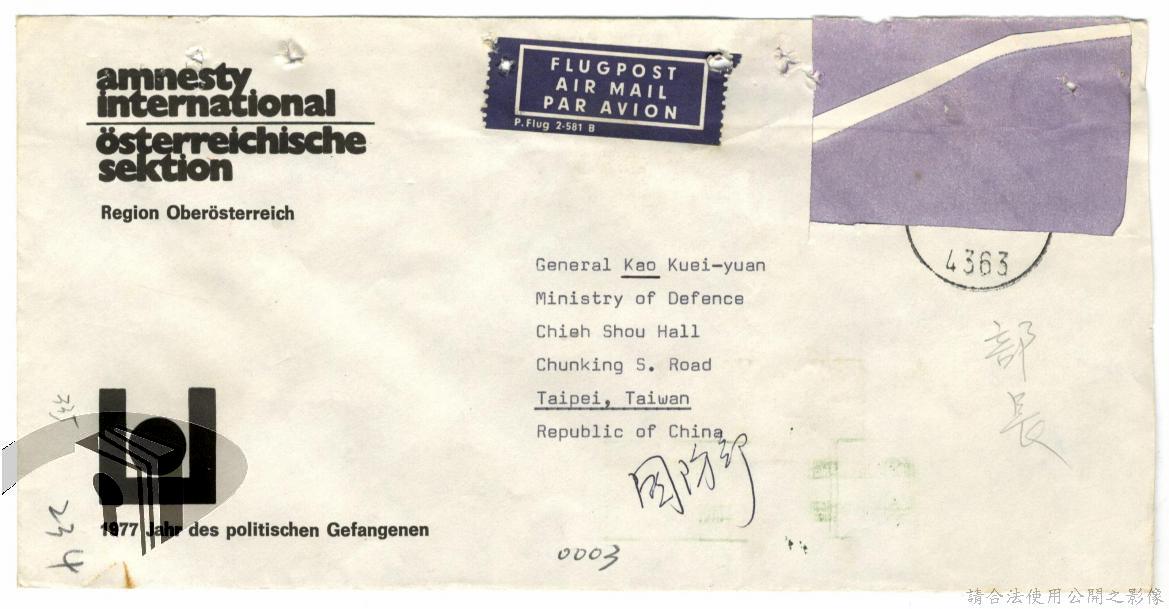 amnesty
international
österreichische
sektion
Region Oberösterreich
FLUGPOST
AIR MAIL
PAR AVION
P. Flug 2-581 B
4363
General Kao Kuei-yuan
Ministry of Defence
Chieh Shou Hall
Chunking S. Road
Taipei, Taiwan
Republic of China
國防部
部長
234
1977 Jahr des politischen Gefangenen
0003
請合法使用公開之影像